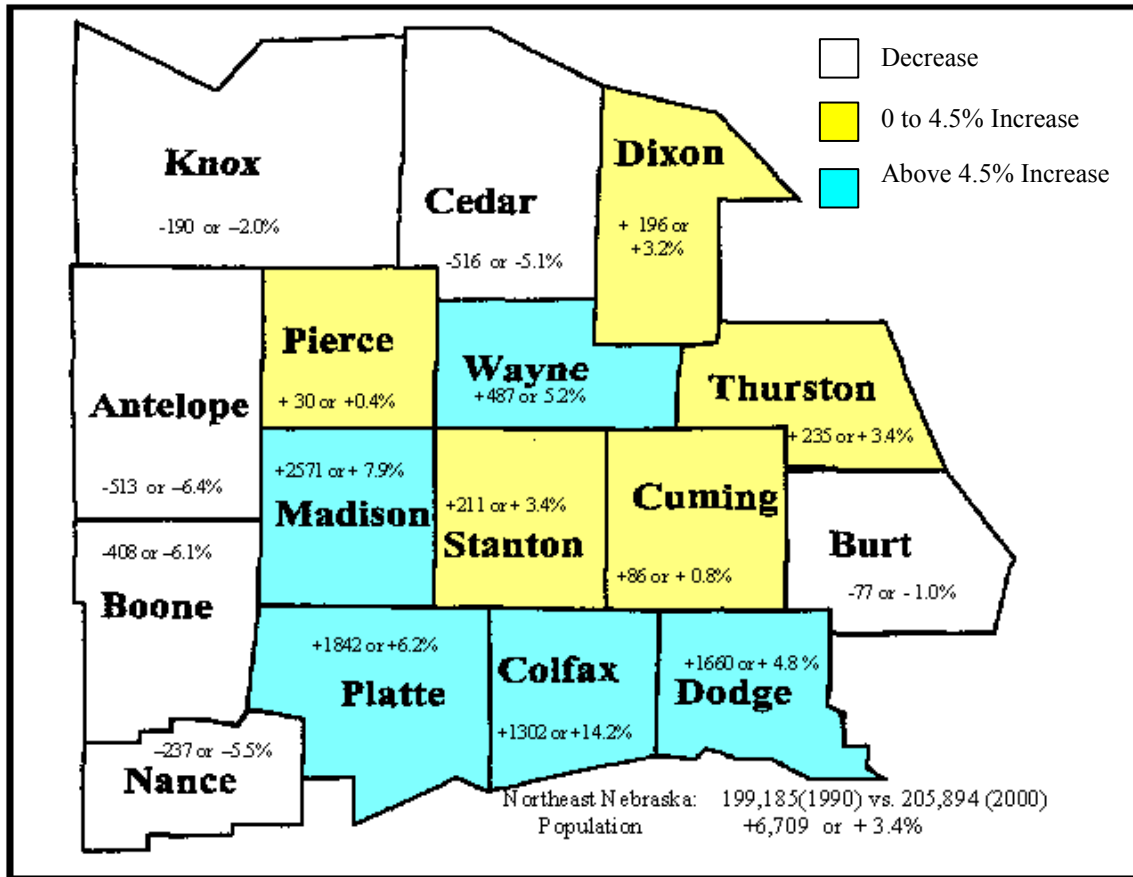 Decrease
0 to 4.5% Increase
Above 4.5% Increase
Knox
-190 or –2.0%
Cedar
-516 or -5.1%
Dixon
+ 196 or
+3.2%
Pierce
+ 30 or +0.4%
Wayne
+487 or 5.2%
Thurston
+ 235 or + 3.4%
Antelope
-513 or –6.4%
+2571 or + 7.9%
Madison
+211 or + 3.4%
Stanton
Cuming
+86 or + 0.8%
Burt
-77 or - 1.0%
-408 or –6.1%
Boone
+1842 or +6.2%
Platte
Colfax
+1302 or +14.2%
+1660 or + 4.8 %
Dodge
–237 or –5.5%
Nance
Northeast Nebraska: 199,185(1990) vs. 205,894 (2000)
Population +6,709 or + 3.4%